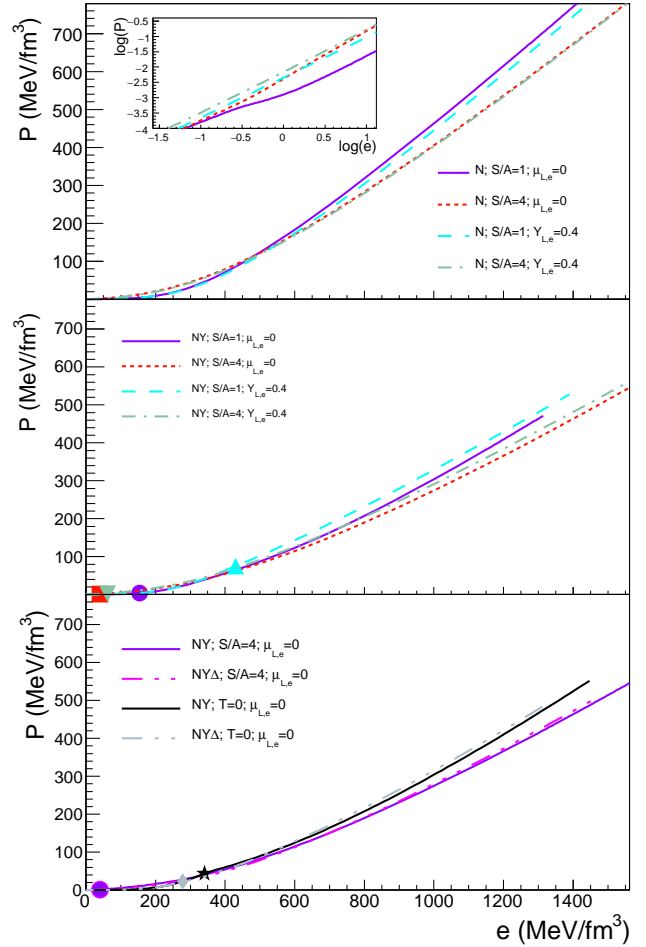 P (MeV/fm³)
700
600
500
400
300
200
100
log(P)
−0.5
−1
−1.5
−2
−2.5
−3
−3.5
−4
−1.5 −1 −0.5 0 0.5 1
log(e)
N; S/A=1; μL,e=0
N; S/A=4; μL,e=0
N; S/A=1; YL,e=0.4
N; S/A=4; YL,e=0.4
P (MeV/fm³)
700
600
500
400
300
200
100
NY; S/A=1; μL,e=0
NY; S/A=4; μL,e=0
NY; S/A=1, YL,e=0.4
NY; S/A=4; YL,e=0.4
P (MeV/fm³)
700
600
500
400
300
200
100
0
NY; S/A=4; μL,e=0
NYΔ; S/A=4; μL,e=0
NY; T=0; μL,e=0
NYΔ; T=0; μL,e=0
0 200 400 600 800 1000 1200 1400
e (MeV/fm³)